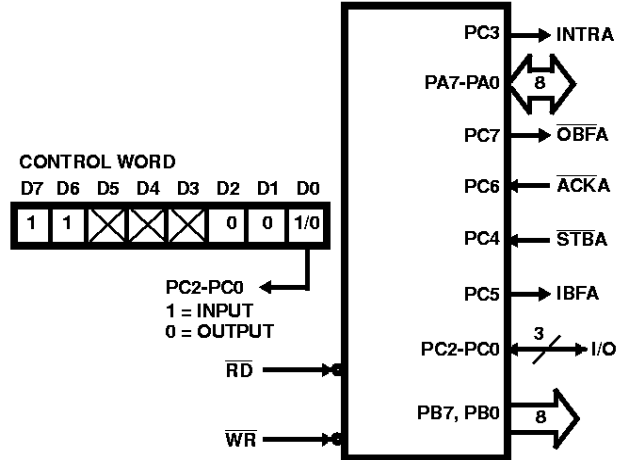 PC3 INTRA
PA7-PA0 8
PC7 OBFA
CONTROL WORD
D7 D6 D5 D4 D3 D2 D1 D0
PC6 ACKA
1 1 0 0 1/0
PC4 STBA
PC2-PC0
1 = INPUT
0 = OUTPUT
PC5 IBFA
PC2-PC0 3 I/O
RD
PB7, PB0 8
WR